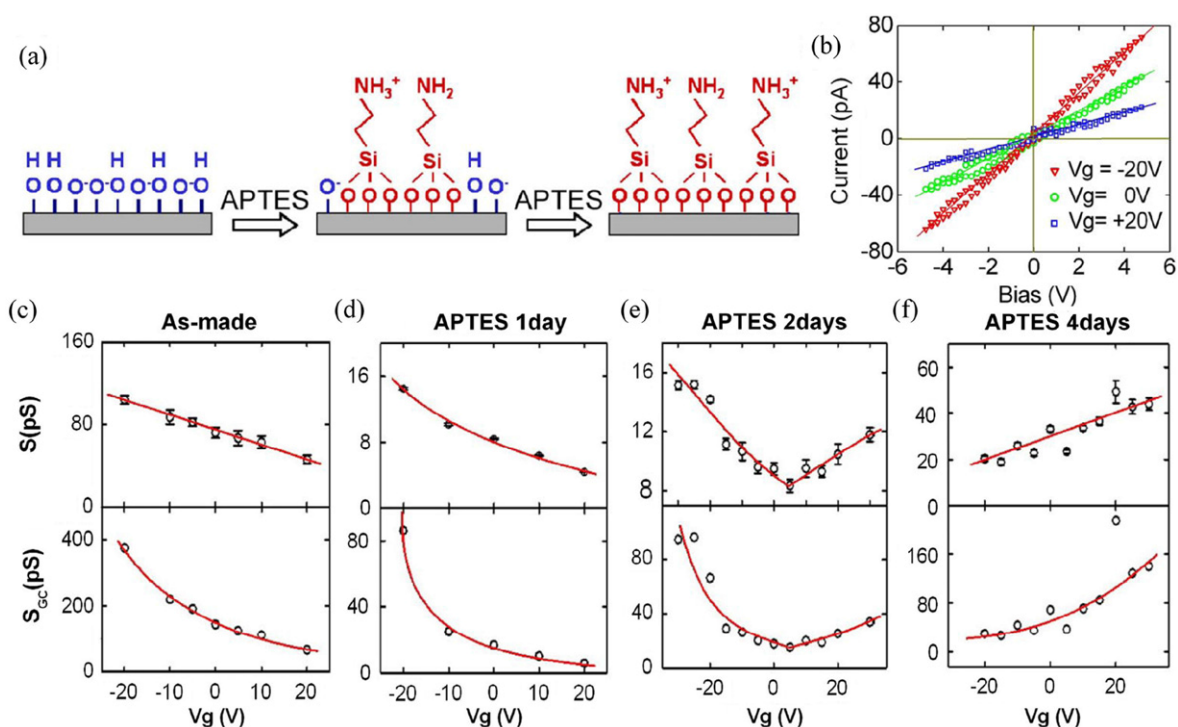 (a)
NH₃⁺ NH₂ NH₃⁺ NH₂ NH₃⁺
Si Si Si Si Si
H H H H H
O O O⁻ O⁻ O O⁻ O O⁻ O
APTES
O⁻ O O O O O O O O⁻
H H
APTES
O O O O O O O O O
(b)
Current (pA)
80
40
0
-40
-80
Vg = -20V
Vg= 0V
Vg= +20V
-6 -4 -2 0 2 4 6
Bias (V)
(c) As-made
S(pS)
160
80
0
S_GC(pS)
400
200
0
-20 -10 0 10 20
Vg (V)
(d) APTES 1day
16
8
0
80
40
0
-20 -10 0 10 20
Vg (V)
(e) APTES 2days
16
12
8
80
40
0
-20 0 20
Vg (V)
(f) APTES 4days
60
40
20
0
160
80
0
-20 0 20
Vg (V)